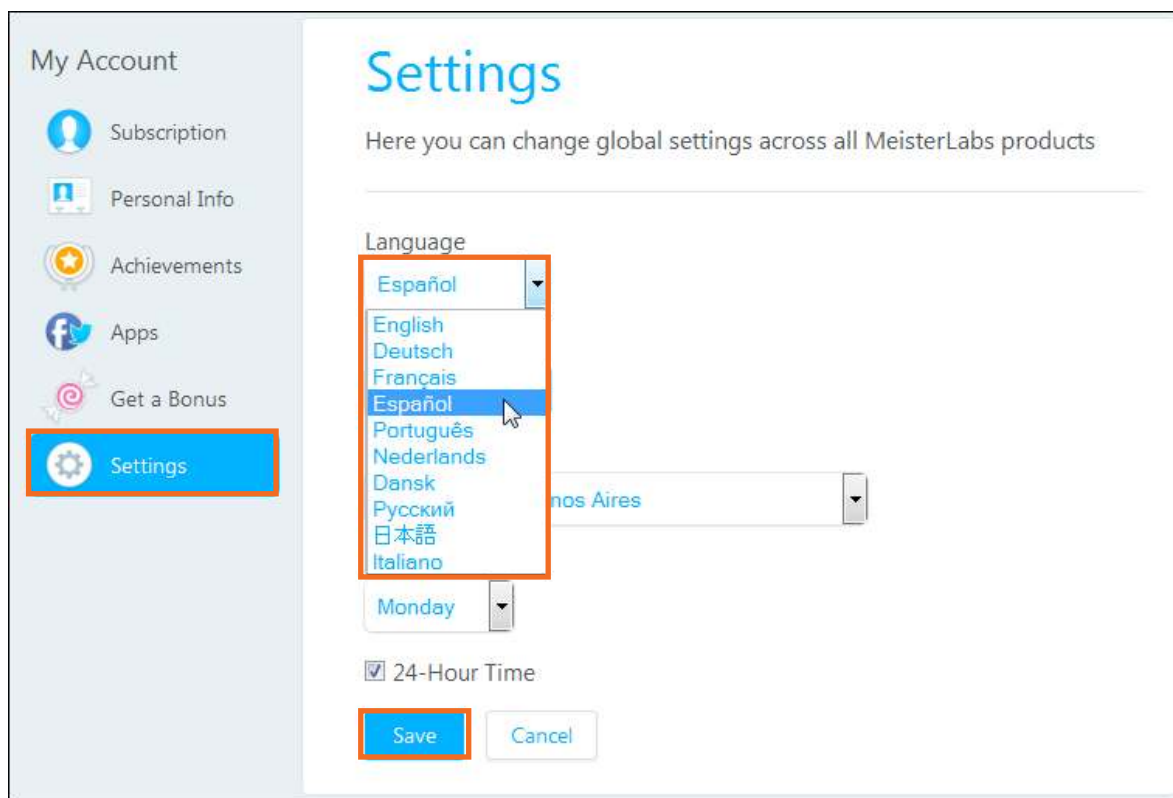 My Account
Subscription
Personal Info
Achievements
Apps
Get a Bonus
Settings
Settings
Here you can change global settings across all MeisterLabs products
Language
Español
English
Deutsch
Français
Español
Português
Nederlands
Dansk
Русский
日本語
Italiano
Aires
Monday
24-Hour Time
Save
Cancel